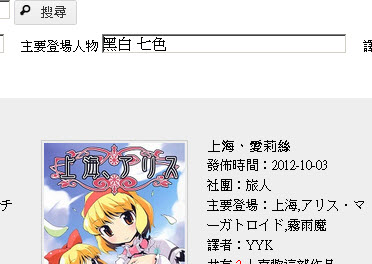 搜尋
主要登場人物 黑白 七色 譯
上海、愛莉絲
上海、アリス
發佈時間：2012-10-03
社團：旅人
チ
主要登場：上海,アリス・マ
ーガトロイド,霧雨魔
譯者：YYK